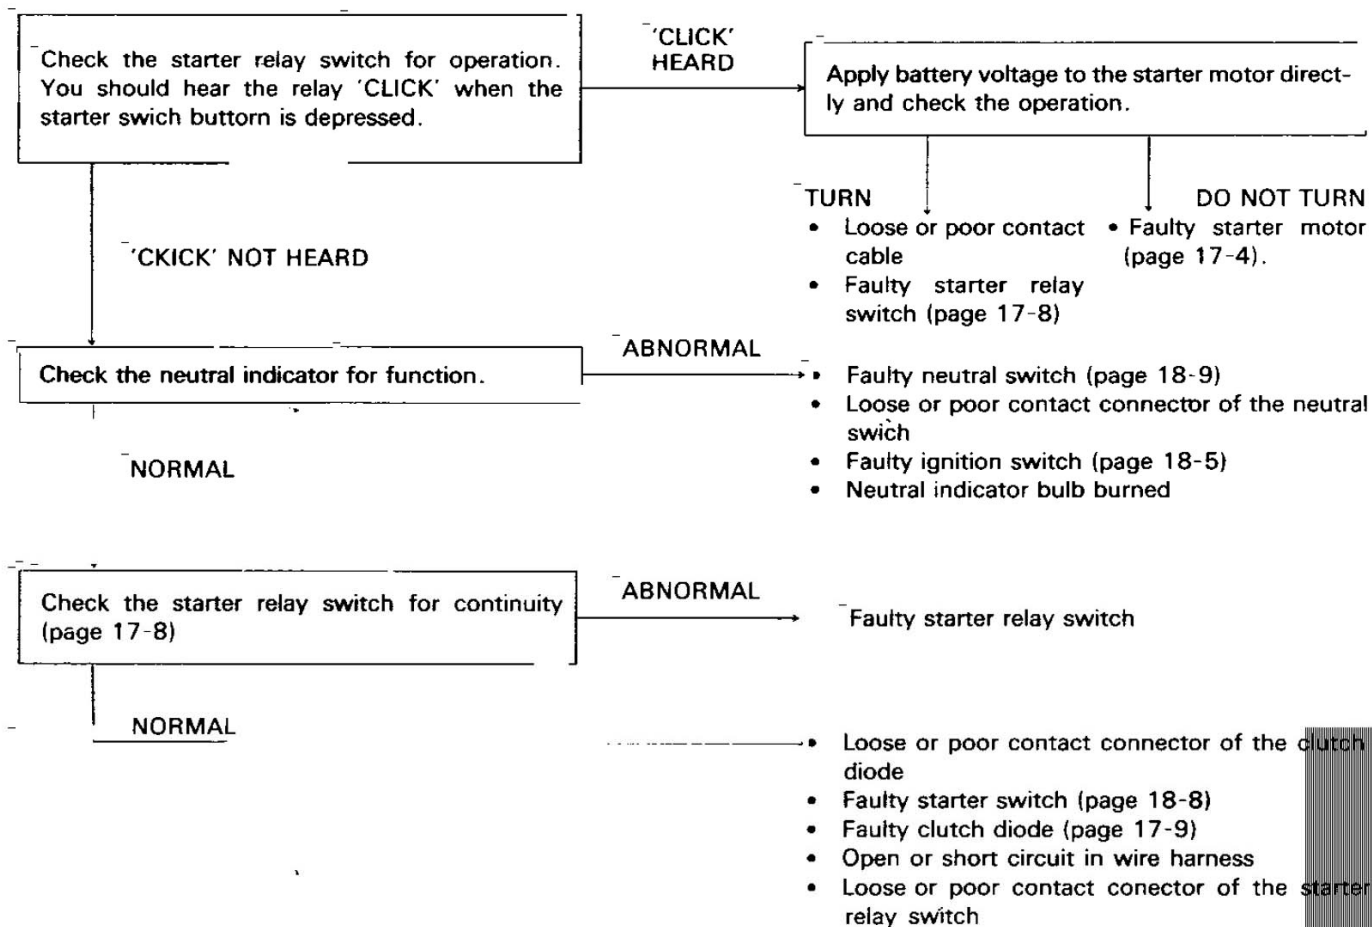 Check the starter relay switch for operation.
You should hear the relay 'CLICK' when the
starter swich buttorn is depressed.
'CLICK'
HEARD
Apply battery voltage to the starter motor direct-
ly and check the operation.
TURN
• Loose or poor contact
cable
• Faulty starter relay
switch (page 17-8)
DO NOT TURN
• Faulty starter motor
(page 17-4).
'CKICK' NOT HEARD
Check the neutral indicator for function.
ABNORMAL
• Faulty neutral switch (page 18-9)
• Loose or poor contact connector of the neutral
swich
• Faulty ignition switch (page 18-5)
• Neutral indicator bulb burned
NORMAL
Check the starter relay switch for continuity
(page 17-8)
ABNORMAL
Faulty starter relay switch
NORMAL
• Loose or poor contact connector of the clutch
diode
• Faulty starter switch (page 18-8)
• Faulty clutch diode (page 17-9)
• Open or short circuit in wire harness
• Loose or poor contact conector of the starter
relay switch